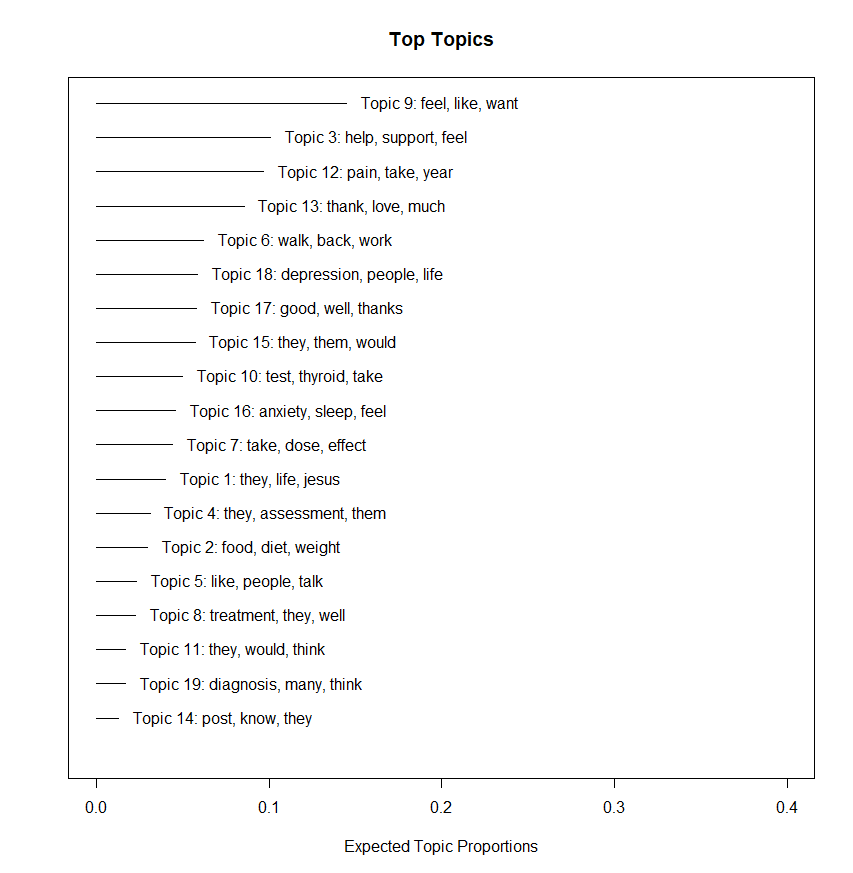 Top Topics
Topic 9: feel, like, want
Topic 3: help, support, feel
Topic 12: pain, take, year
Topic 13: thank, love, much
Topic 6: walk, back, work
Topic 18: depression, people, life
Topic 17: good, well, thanks
Topic 15: they, them, would
Topic 10: test, thyroid, take
Topic 16: anxiety, sleep, feel
Topic 7: take, dose, effect
Topic 1: they, life, jesus
Topic 4: they, assessment, them
Topic 2: food, diet, weight
Topic 5: like, people, talk
Topic 8: treatment, they, well
Topic 11: they, would, think
Topic 19: diagnosis, many, think
Topic 14: post, know, they
0.0 0.1 0.2 0.3 0.4
Expected Topic Proportions